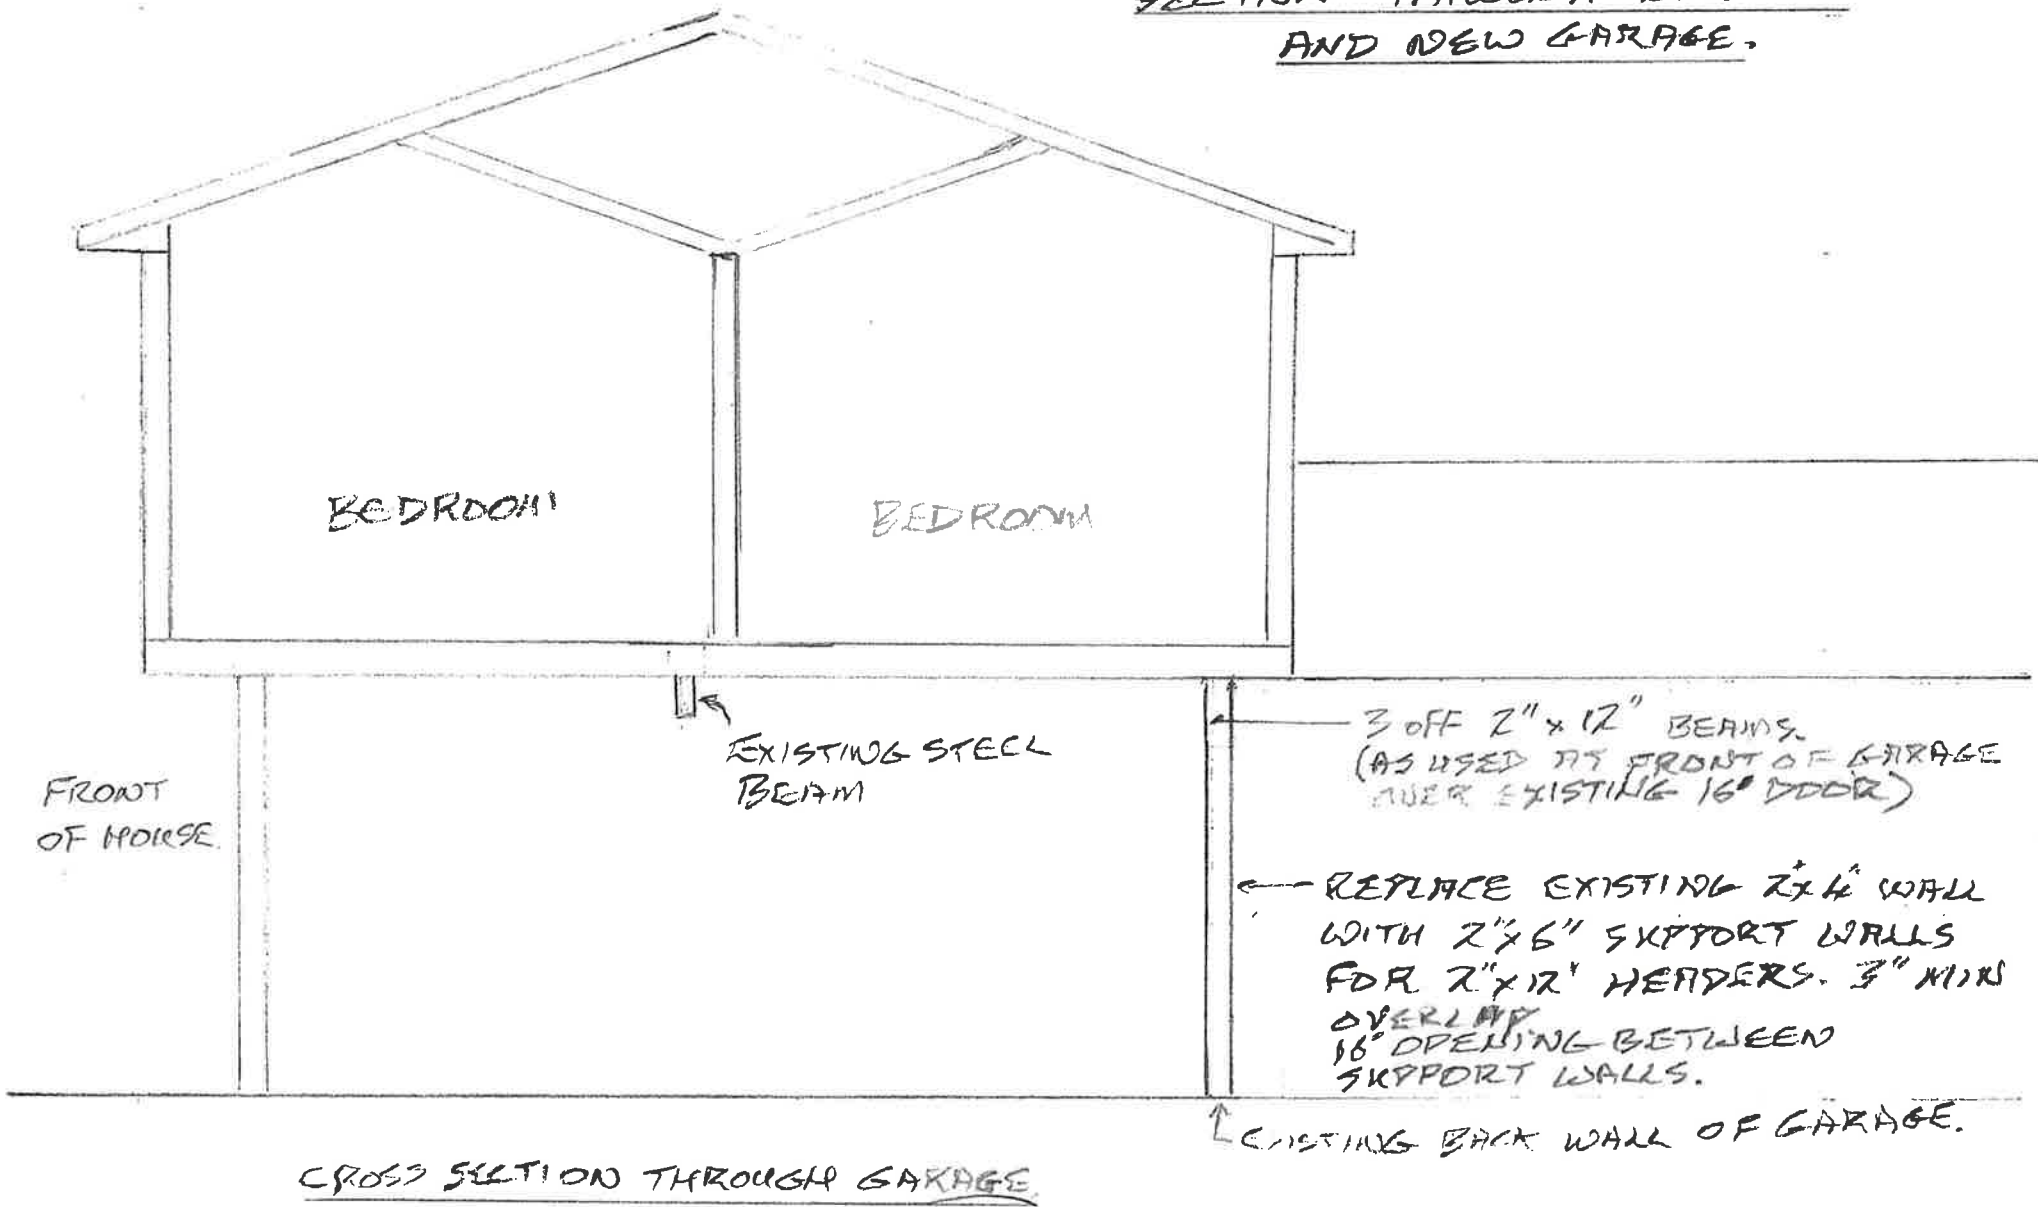 SECTION THROUGH
AND NEW GARAGE.
BEDROOM
BEDROOM
EXISTING STEEL
BEAM
FRONT
OF HOUSE.
3 OFF 2" x 12" BEAMS.
(AS USED AT FRONT OF GARAGE
OVER EXISTING 16' DOOR)
REPLACE EXISTING 2"x4" WALL
WITH 2"x6" SUPPORT WALLS
FOR 2"x12" HEADERS. 3" MIN
OVERLAP
16' OPENING BETWEEN
SUPPORT WALLS.
EXISTING BACK WALL OF GARAGE.
CROSS SECTION THROUGH GARAGE.